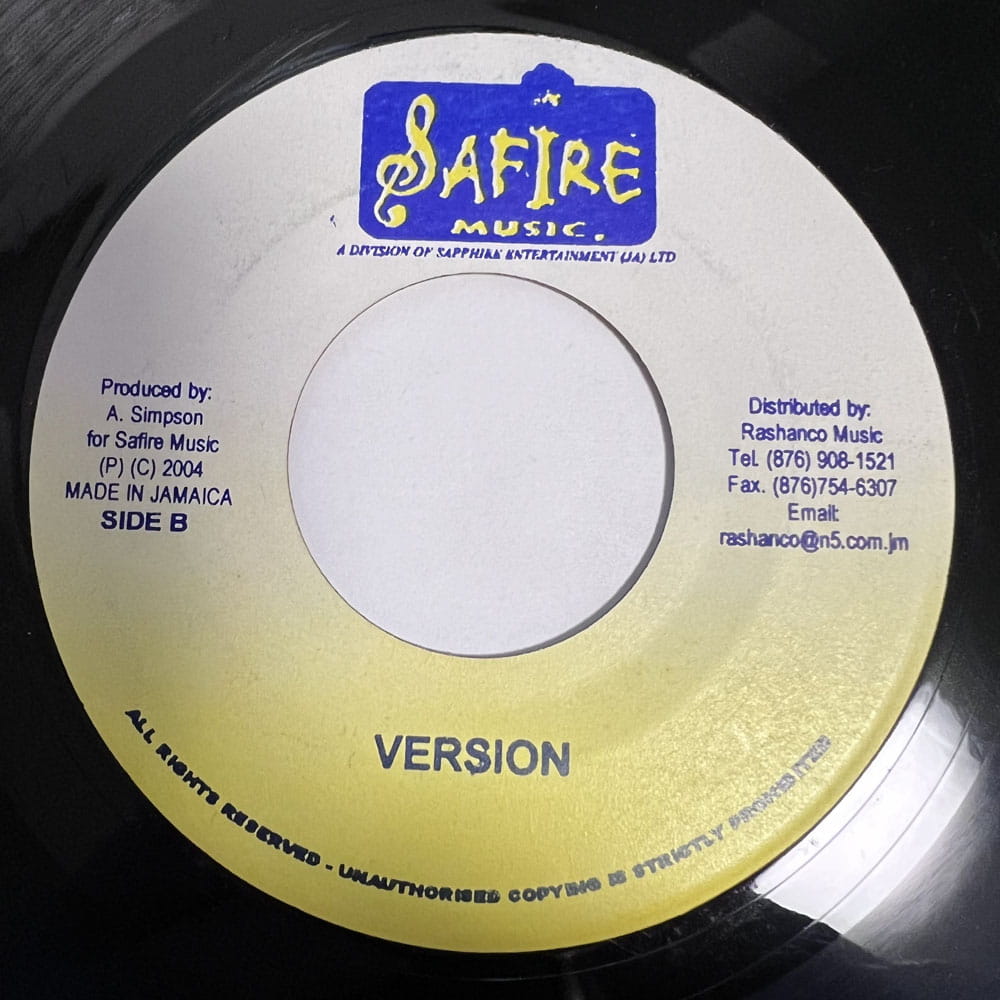 SAFIRE
MUSIC.
A DIVISION OF SAPPHIRE ENTERTAINMENT (JA) LTD
Produced by:
A. Simpson
for Safire Music
(P) (C) 2004
MADE IN JAMAICA
SIDE B
Distributed by:
Rashanco Music
Tel. (876) 908-1521
Fax. (876)754-6307
Email:
rashanco@n5.com.jm
VERSION
ALL RIGHTS RESERVED - UNAUTHORISED COPYING IS STRICTLY PROHIBITED